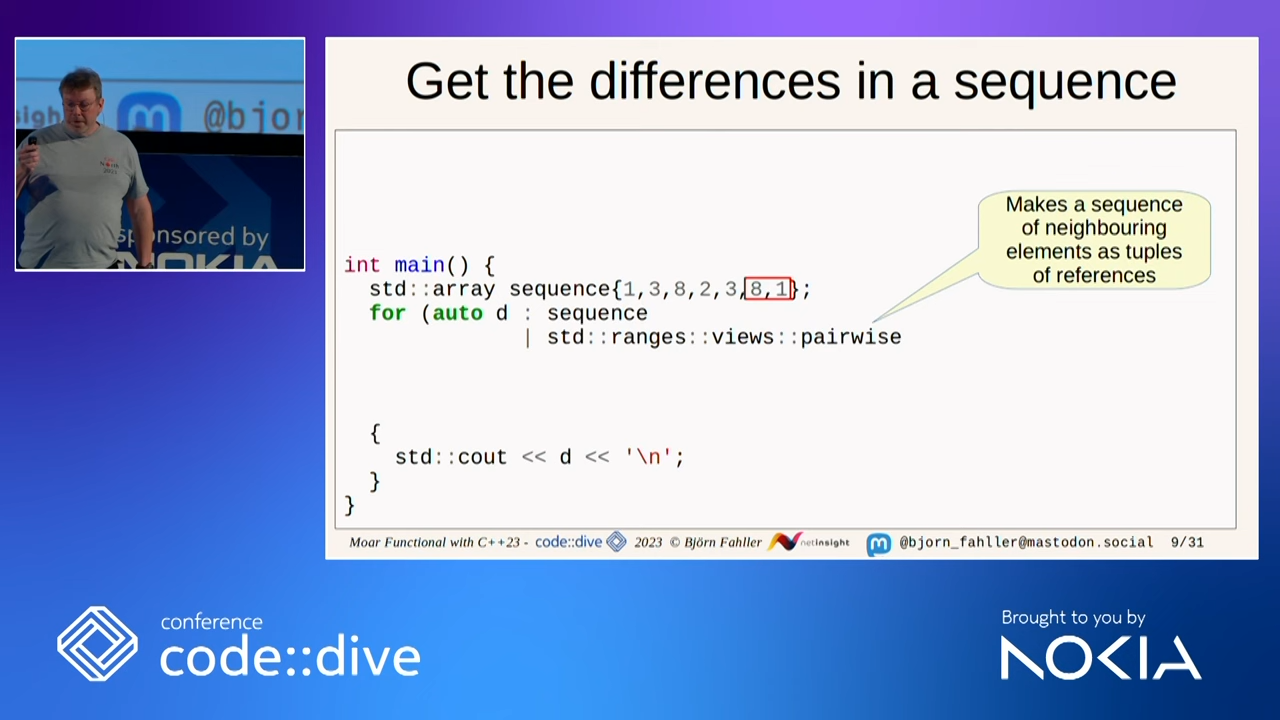 sigh
@bjor
sponsored by
NOKIA
Get the differences in a sequence
Makes a sequence
of neighbouring
elements as tuples
of references
int main() {
  std::array sequence{1,3,8,2,3,8,1};
  for (auto d : sequence
              | std::ranges::views::pairwise
  {
    std::cout << d << '\n';
  }
}
Moar Functional with C++23 - code::dive 2023 © Björn Fahller netinsight @bjorn_fahller@mastodon.social 9/31
conference
code::dive
Brought to you by
NOKIA